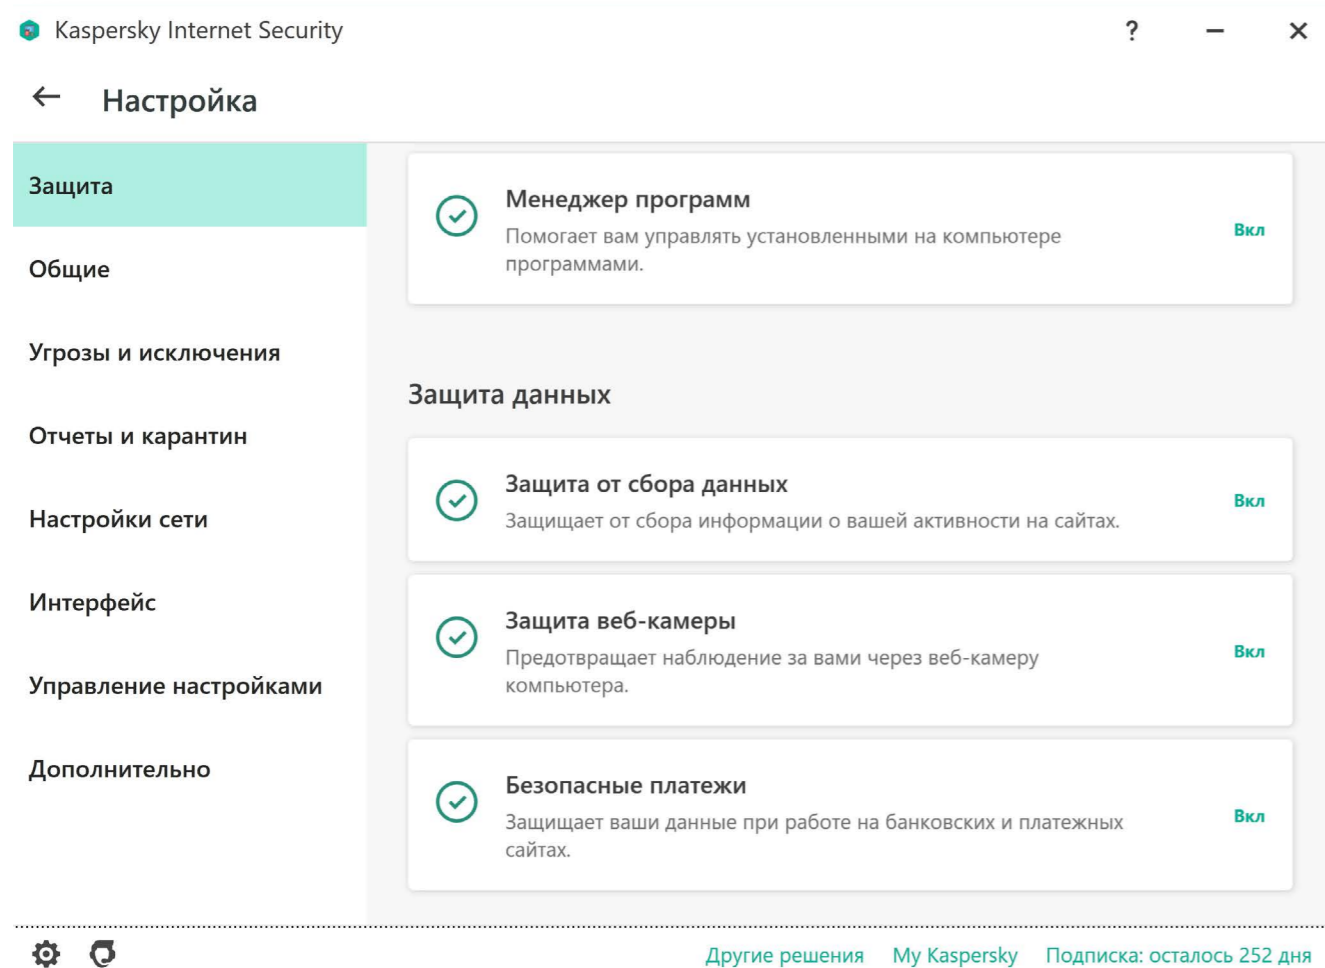 Kaspersky Internet Security
?
Настройка
Защита
Общие
Угрозы и исключения
Отчеты и карантин
Настройки сети
Интерфейс
Управление настройками
Дополнительно
Менеджер программ
Помогает вам управлять установленными на компьютере
программами.
Вкл
Защита данных
Защита от сбора данных
Защищает от сбора информации о вашей активности на сайтах.
Вкл
Защита веб-камеры
Предотвращает наблюдение за вами через веб-камеру
компьютера.
Вкл
Безопасные платежи
Защищает ваши данные при работе на банковских и платежных
сайтах.
Вкл
Другие решения My Kaspersky Подписка: осталось 252 дня